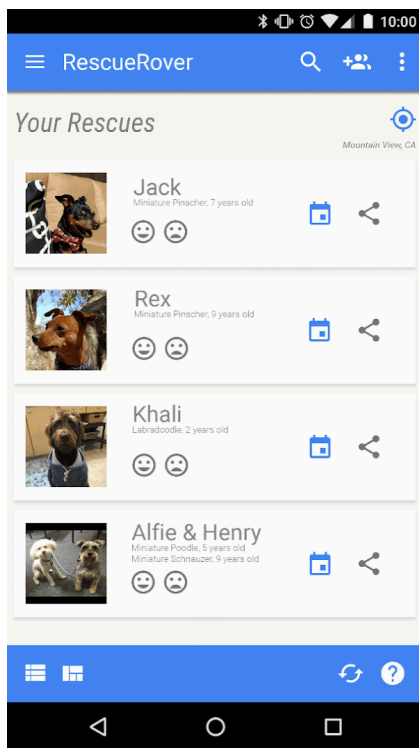 10:00
RescueRover
Your Rescues
Mountain View, CA
Jack
Miniature Pinscher, 7 years old
Rex
Miniature Pinscher, 9 years old
Khali
Labradoodle, 2 years old
Alfie & Henry
Miniature Poodle, 5 years old
Miniature Schnauzer, 9 years old